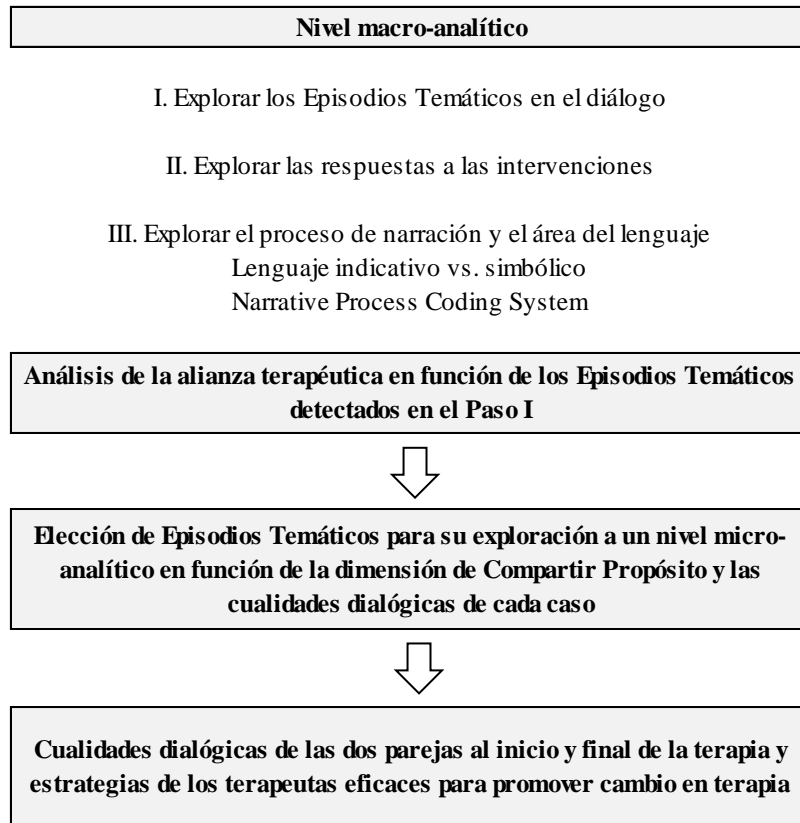 Nivel macro-analítico
I. Explorar los Episodios Temáticos en el diálogo
II. Explorar las respuestas a las intervenciones
III. Explorar el proceso de narración y el área del lenguaje
Lenguaje indicativo vs. simbólico
Narrative Process Coding System
Análisis de la alianza terapéutica en función de los Episodios Temáticos
detectados en el Paso I
Elección de Episodios Temáticos para su exploración a un nivel micro-
analítico en función de la dimensión de Compartir Propósito y las
cualidades dialógicas de cada caso
Cualidades dialógicas de las dos parejas al inicio y final de la terapia y
estrategias de los terapeutas eficaces para promover cambio en terapia